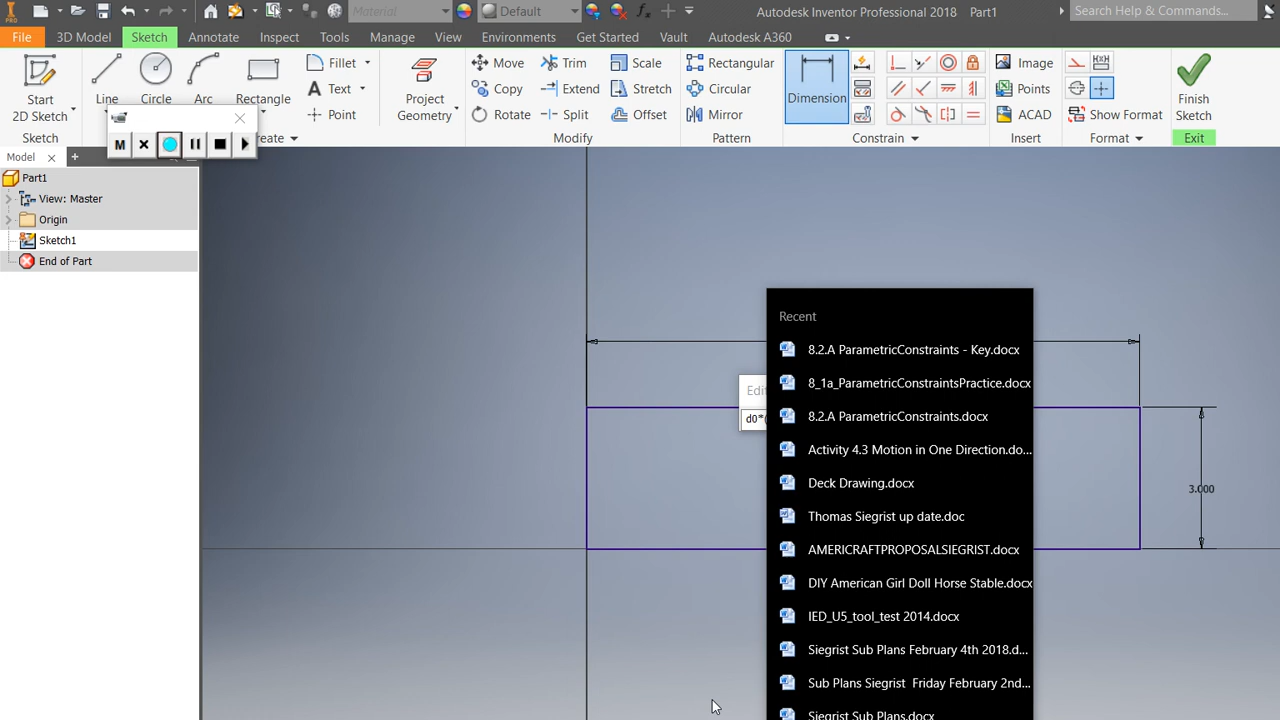 PRO
Material
Default
Autodesk Inventor Professional 2018 Part1
Search Help & Commands...
File 3D Model Sketch Annotate Inspect Tools Manage View Environments Get Started Vault Autodesk A360
Start
2D Sketch
Line Circle Arc Rectangle
Fillet
Text
Point
Project
Geometry
Move Trim Scale
Copy Extend Stretch
Rotate Split Offset
Rectangular
Circular
Mirror
Dimension
Image
Points
ACAD
Show Format
Finish
Sketch
Sketch Create Modify Pattern Constrain Insert Format Exit
M
Model
Part1
View: Master
Origin
Sketch1
End of Part
Edit
d0*(
3.000
Recent
8.2.A ParametricConstraints - Key.docx
8_1a_ParametricConstraintsPractice.docx
8.2.A ParametricConstraints.docx
Activity 4.3 Motion in One Direction.do...
Deck Drawing.docx
Thomas Siegrist up date.doc
AMERICRAFTPROPOSALSIEGRIST.docx
DIY American Girl Doll Horse Stable.docx
IED_U5_tool_test 2014.docx
Siegrist Sub Plans February 4th 2018.d...
Sub Plans Siegrist Friday February 2nd...
Siegrist Sub Plans.docx